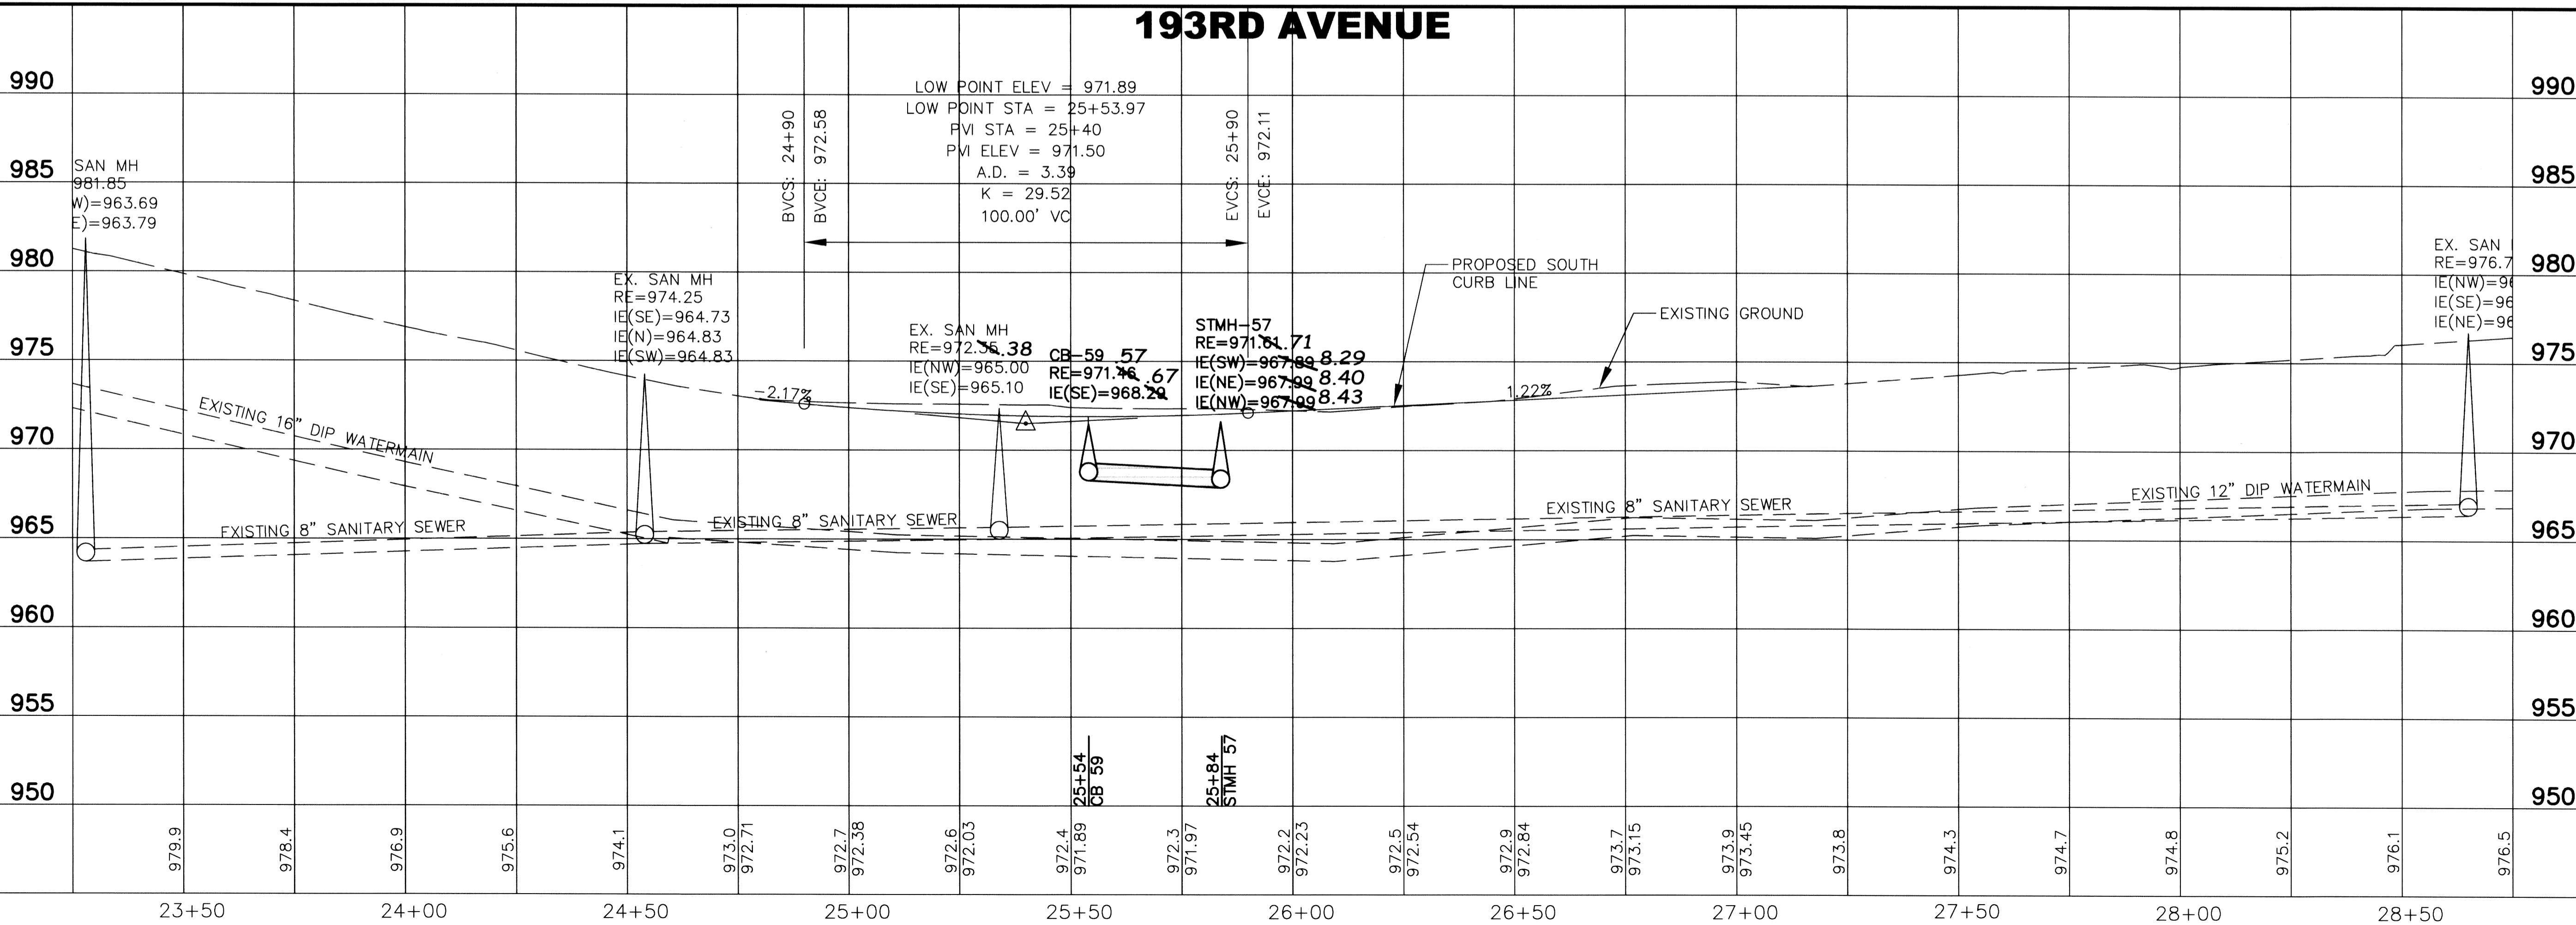 193RD AVENUE
990
990
985
985
980
980
975
975
970
970
965
965
960
960
955
955
950
950
SAN MH
981.85
W)=963.69
E)=963.79
LOW POINT ELEV = 971.89
LOW POINT STA = 25+53.97
PVI STA = 25+40
PVI ELEV = 971.50
A.D. = 3.39
K = 29.52
100.00' VC
BVCS: 24+90
BVCE: 972.58
EVCS: 25+90
EVCE: 972.11
EX. SAN MH
RE=974.25
IE(SE)=964.73
IE(N)=964.83
IE(SW)=964.83
-2.17%
EX. SAN MH
RE=972.35 .38
IE(NW)=965.00
IE(SE)=965.10
CB-59 .57
RE=971.46 .67
IE(SE)=968.29
STMH-57
RE=971.61 .71
IE(SW)=967.89 8.29
IE(NE)=967.99 8.40
IE(NW)=967.99 8.43
PROPOSED SOUTH
CURB LINE
EXISTING GROUND
1.22%
EX. SAN
RE=976.7
IE(NW)=96
IE(SE)=96
IE(NE)=96
EXISTING 16" DIP WATERMAIN
EXISTING 8" SANITARY SEWER
EXISTING 8" SANITARY SEWER
EXISTING 8" SANITARY SEWER
EXISTING 12" DIP WATERMAIN
25+54
CB 59
25+84
STMH 57
979.9
978.4
976.9
975.6
974.1
973.0
972.71
972.7
972.38
972.6
972.03
972.4
971.89
972.3
971.97
972.2
972.23
972.5
972.54
972.9
972.84
973.7
973.15
973.9
973.45
973.8
974.3
974.7
974.8
975.2
976.1
976.5
23+50
24+00
24+50
25+00
25+50
26+00
26+50
27+00
27+50
28+00
28+50